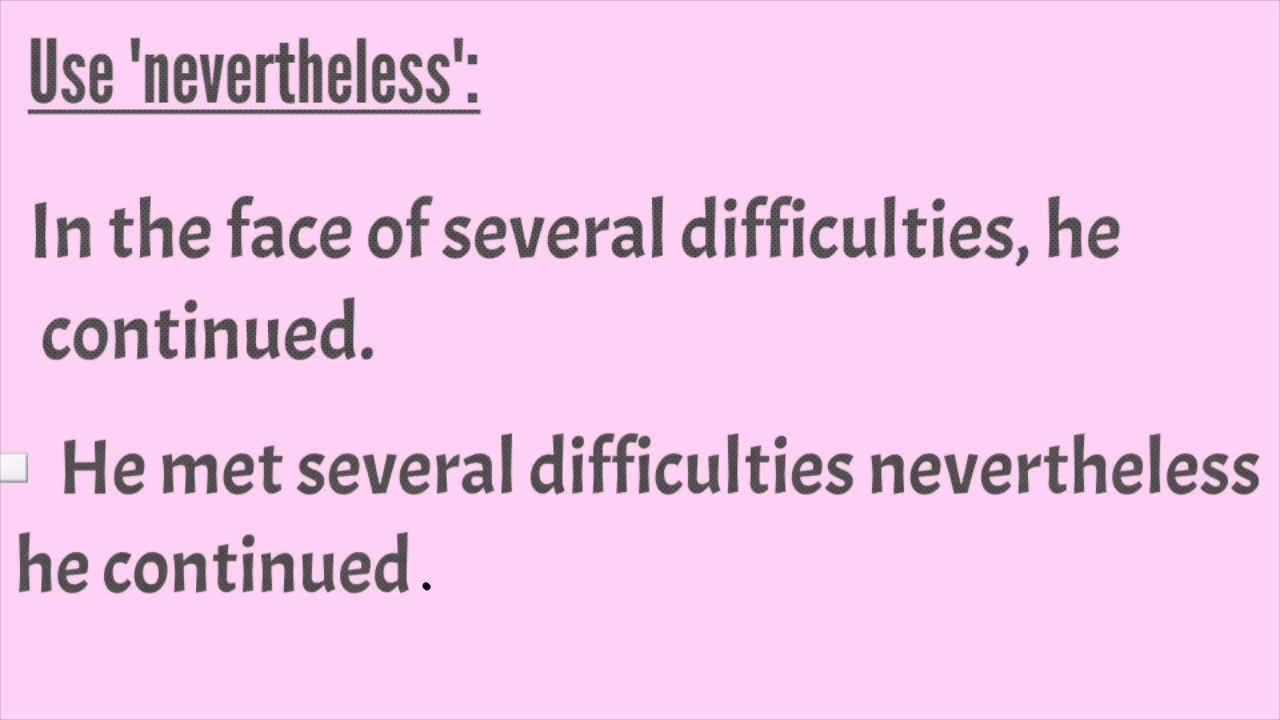 Use 'nevertheless':
In the face of several difficulties, he
continued.
He met several difficulties nevertheless
he continued .